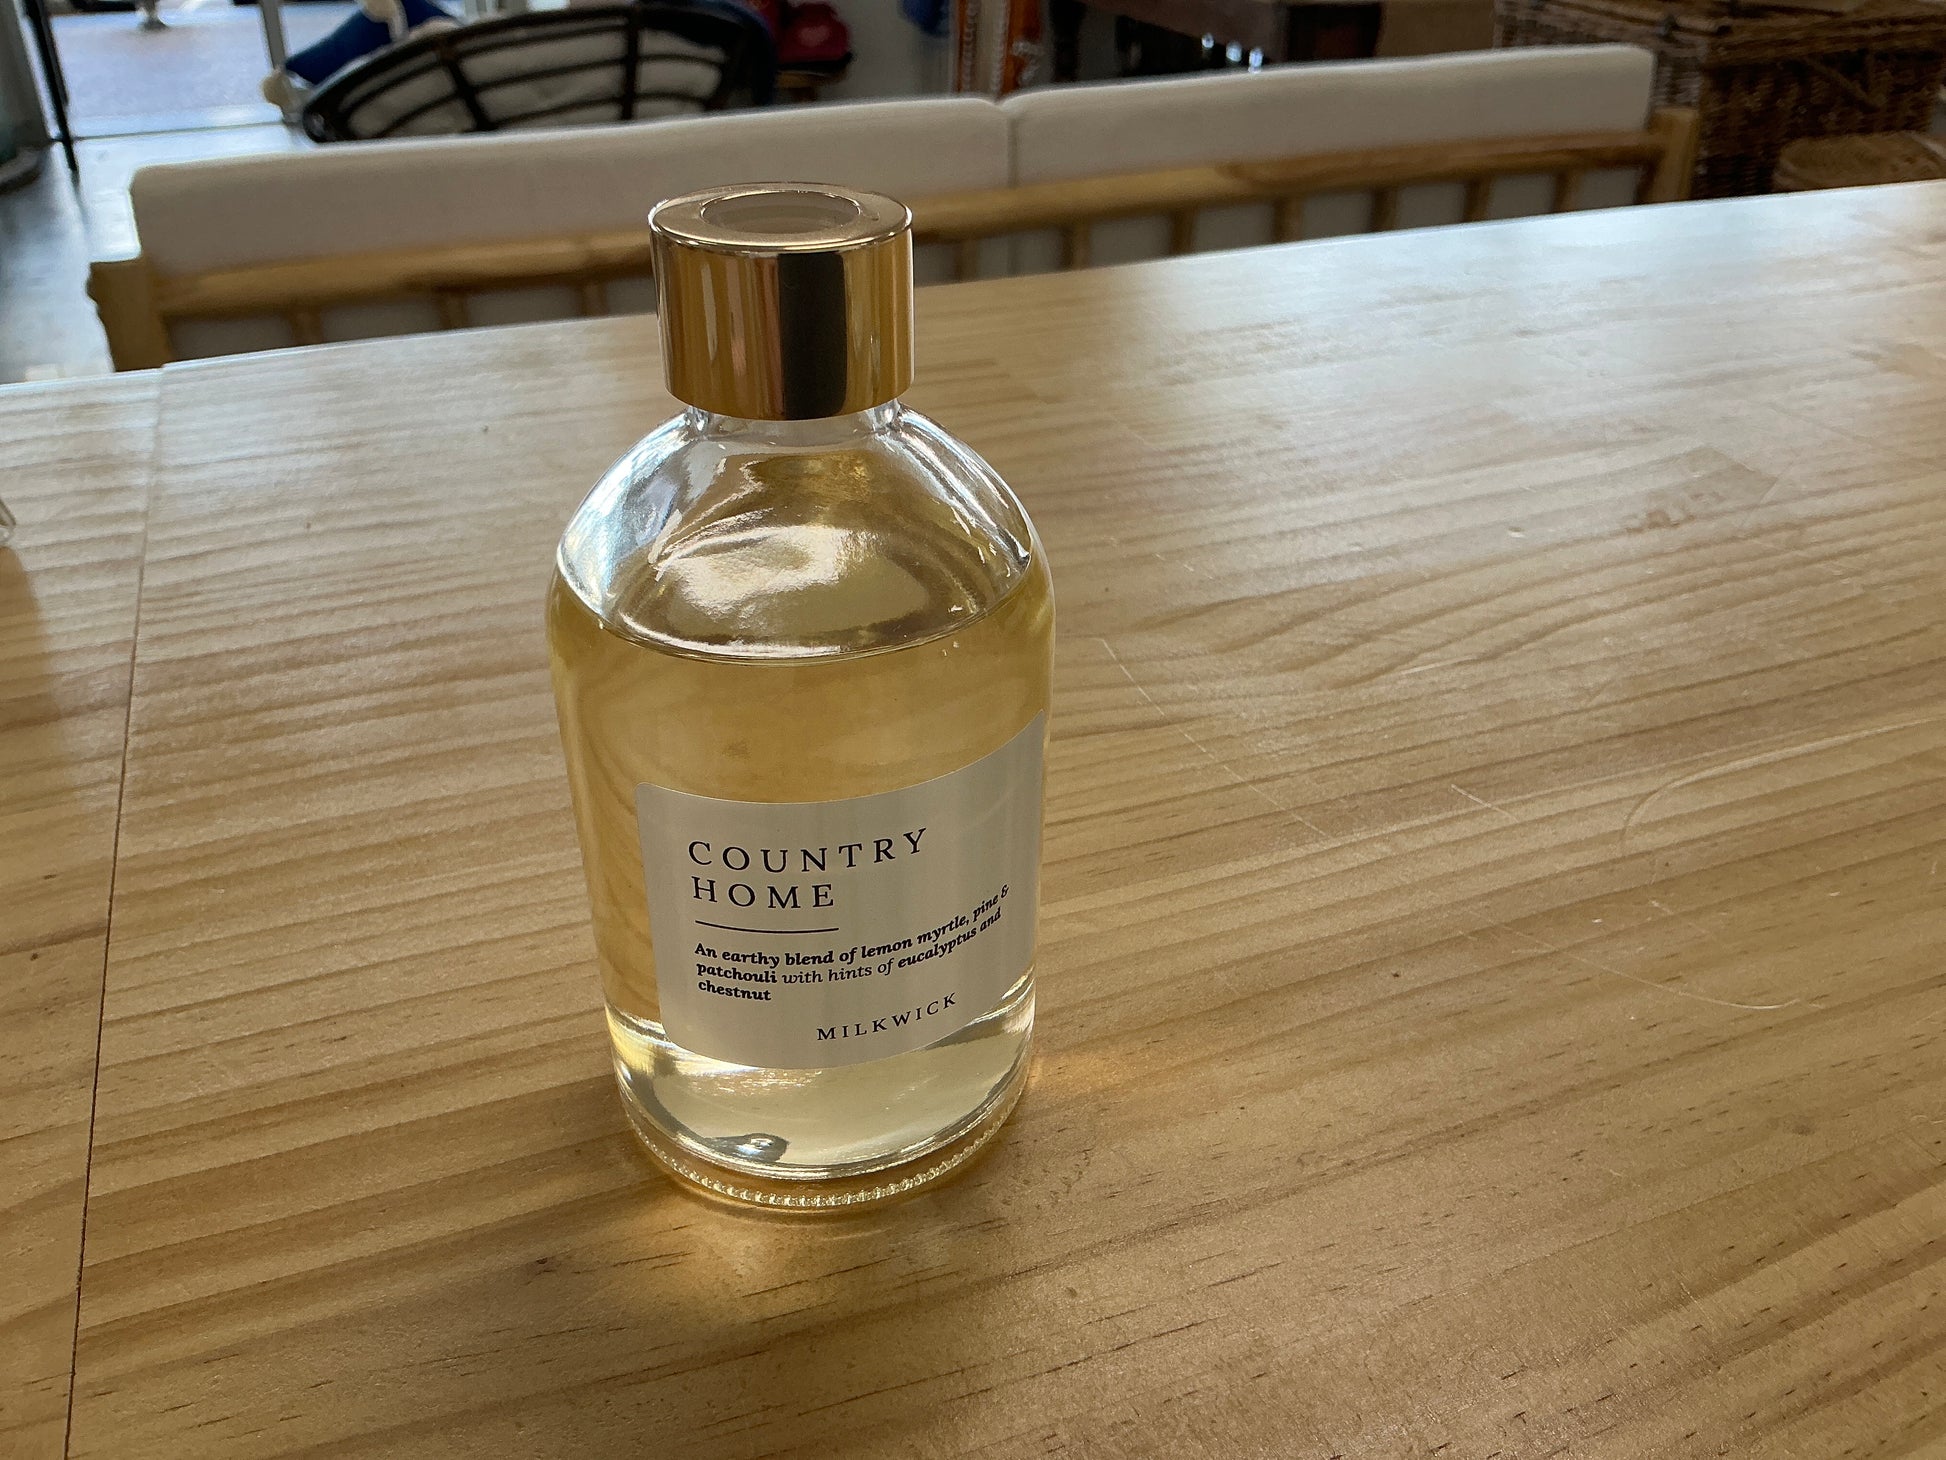 COUNTRY
HOME
An earthy blend of lemon myrtle, pine &
patchouli with hints of eucalyptus and
chestnut
MILKWICK